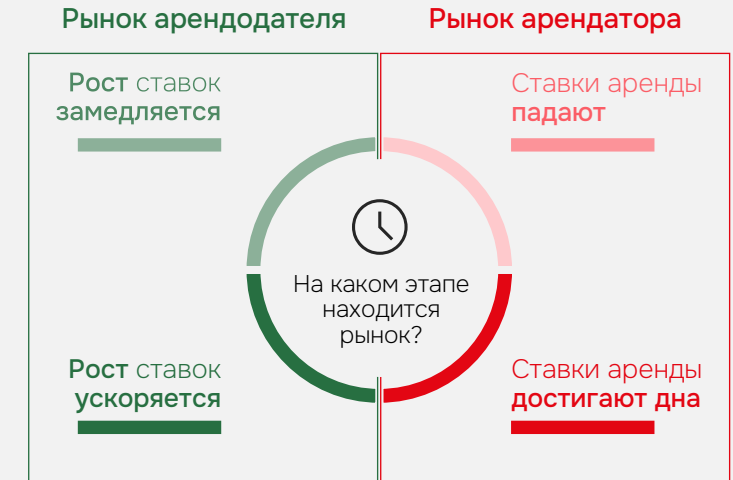 Рынок арендодателя
Рынок арендатора
Рост ставок
замедляется
Ставки аренды
падают
На каком этапе
находится
рынок?
Рост ставок
ускоряется
Ставки аренды
достигают дна